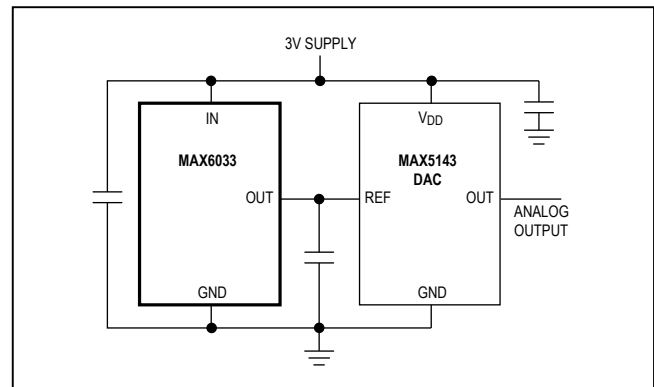 3V SUPPLY
IN
MAX6033
OUT
GND
VDD
MAX5143
DAC
REF
OUT
GND
ANALOG
OUTPUT